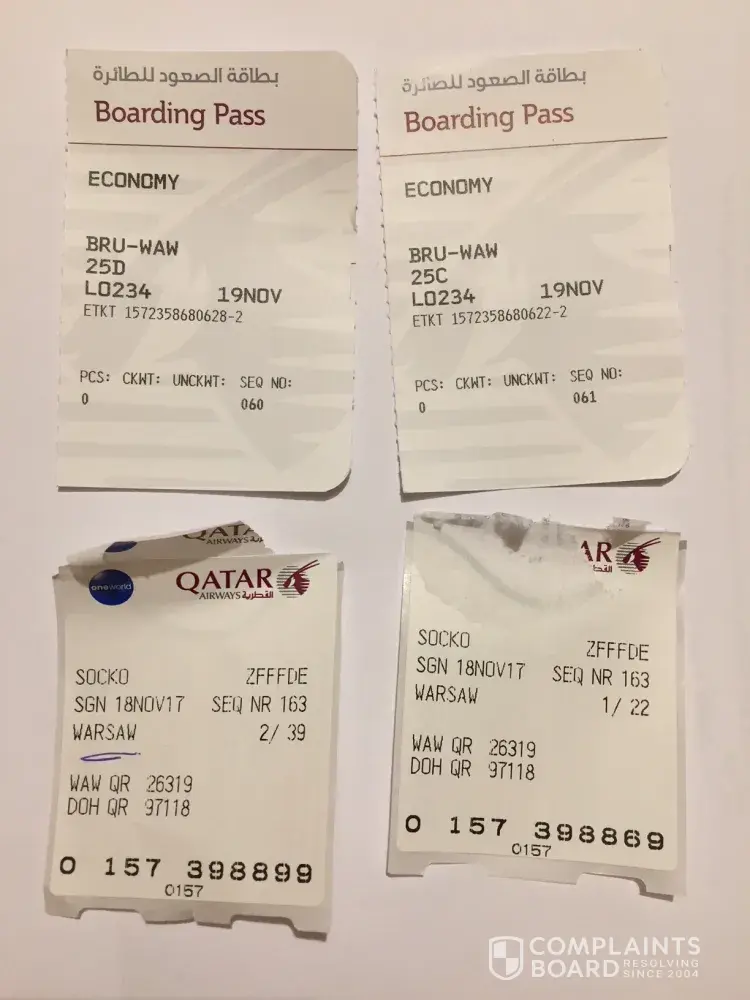 بطاقة الصعود للطائرة
Boarding Pass
ECONOMY
BRU-WAW
25D
LO234 19NOV
ETKT 1572358680628-2
PCS: CKWT: UNCKWT: SEQ NO:
0 060
بطاقة الصعود للطائرة
Boarding Pass
ECONOMY
BRU-WAW
25C
LO234 19NOV
ETKT 1572358680622-2
PCS: CKWT: UNCKWT: SEQ NO:
0 061
QATA
AIRWAYS
oneworld
QATAR
AIRWAYS القطرية
SOCKO ZFFFDE
SGN 18NOV17 SEQ NR 163
WARSAW 2/ 39
WAW QR 26319
DOH QR 97118
0 157 398899
0157
AR
SOCKO ZFFFDE
SGN 18NOV17 SEQ NR 163
WARSAW 1/ 22
WAW QR 26319
DOH QR 97118
0 157 398869
0157
COMPLAINTS
BOARD RESOLVING
SINCE 2004